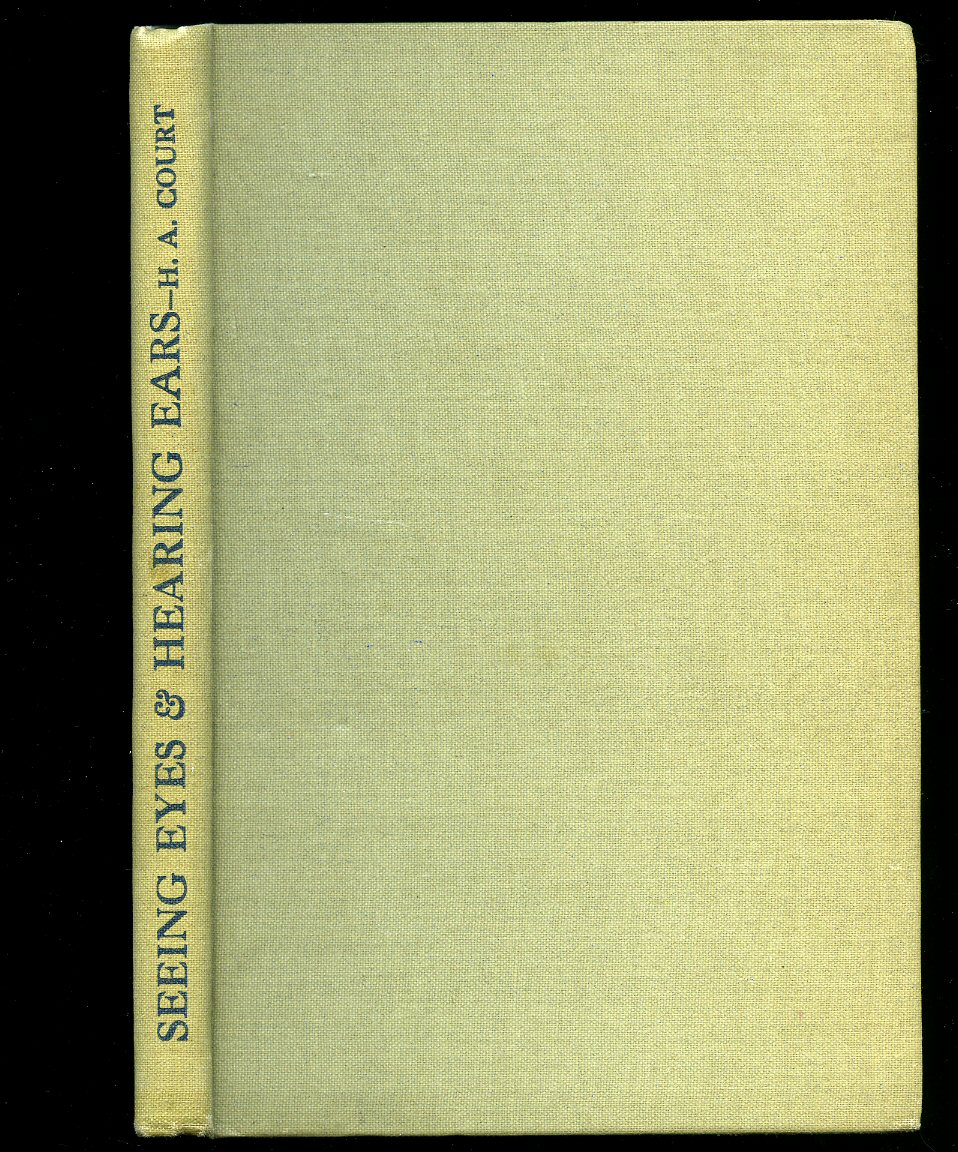 SEEING EYES & HEARING EARS–H. A. COURT